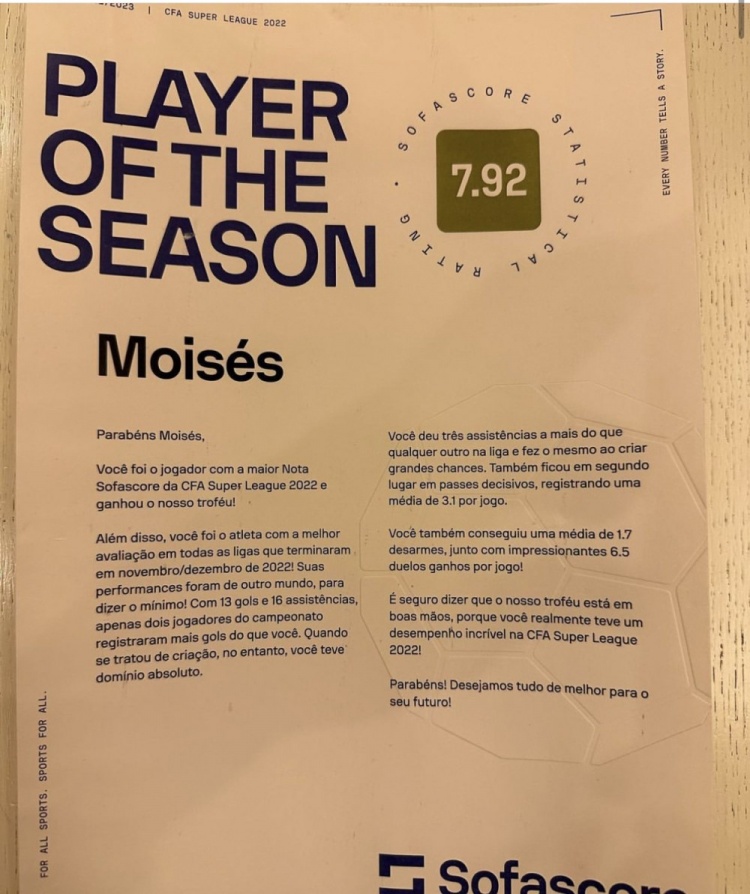 /2023 | CFA SUPER LEAGUE 2022
EVERY NUMBER TELLS A STORY.
PLAYER
OF THE
SEASON
SOFASCORE STATISTICAL RATING •
7.92
Moisés
Parabéns Moisés,
Você foi o jogador com a maior Nota
Sofascore da CFA Super League 2022 e
ganhou o nosso troféu!
Além disso, você foi o atleta com a melhor
avaliação em todas as ligas que terminaram
em novembro/dezembro de 2022! Suas
performances foram de outro mundo, para
dizer o mínimo! Com 13 gols e 16 assistências,
apenas dois jogadores do campeonato
registraram mais gols do que você. Quando
se tratou de criação, no entanto, você teve
domínio absoluto.
Você deu três assistências a mais do que
qualquer outro na liga e fez o mesmo ao criar
grandes chances. Também ficou em segundo
lugar em passes decisivos, registrando uma
média de 3.1 por jogo.
Você também conseguiu uma média de 1.7
desarmes, junto com impressionantes 6.5
duelos ganhos por jogo!
É seguro dizer que o nosso troféu está em
boas mãos, porque você realmente teve um
desempenho incrível na CFA Super League
2022!
Parabéns! Desejamos tudo de melhor para o
seu futuro!
FOR ALL SPORTS. SPORTS FOR ALL.
Sofascore